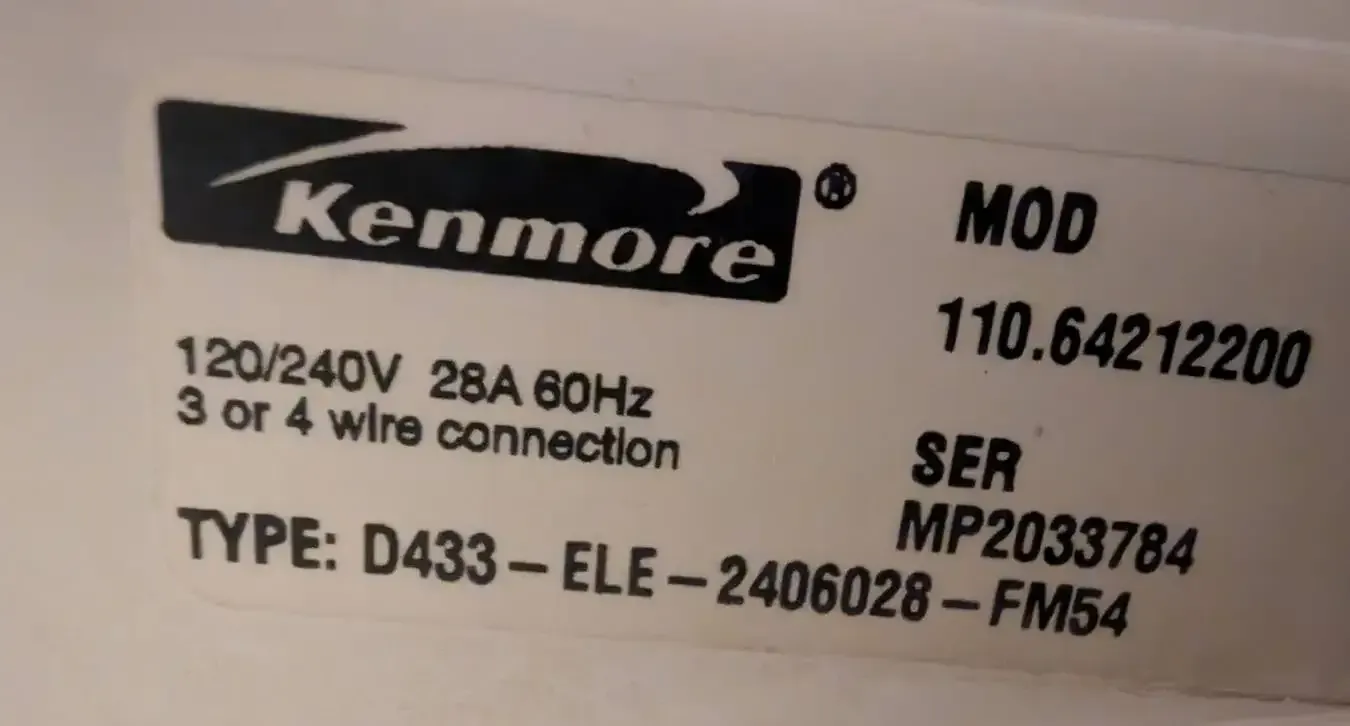 Kenmore®
MOD
110.64212200
120/240V 28A 60Hz
3 or 4 wire connection
SER
MP2033784
TYPE: D433-ELE-2406028-FM54